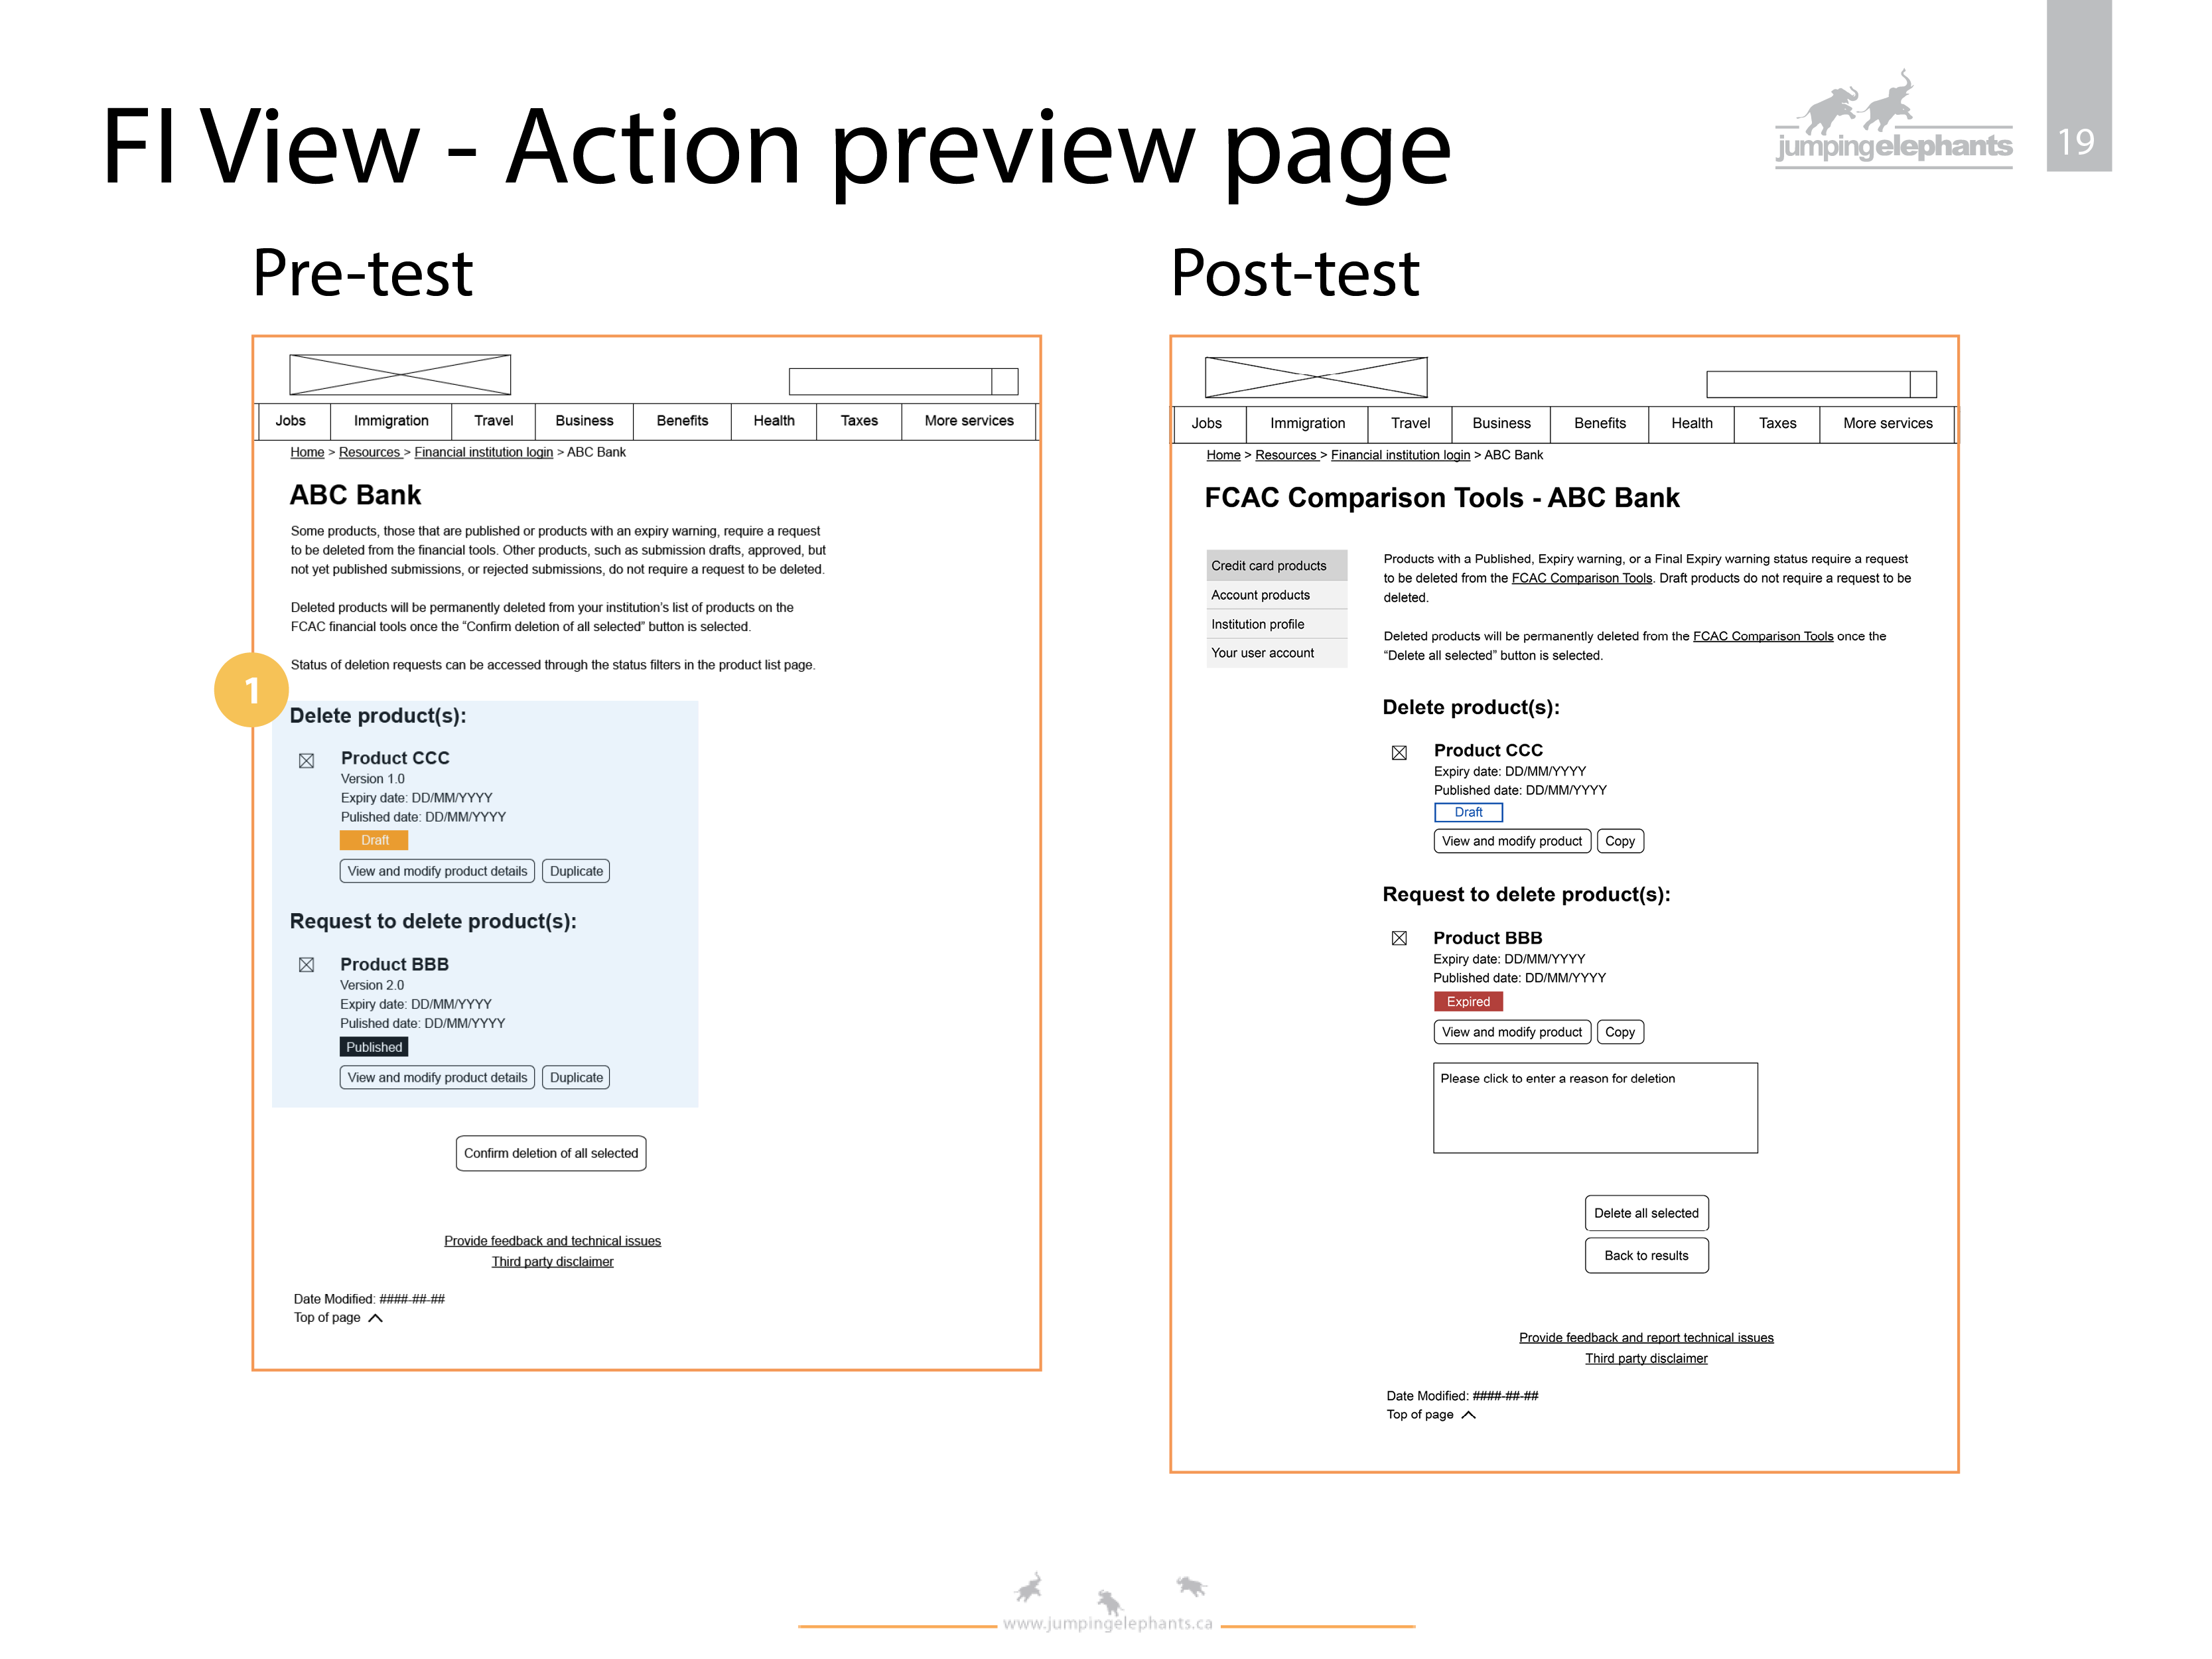 FI View - Action preview page
jumpingelephants
19
Pre-test
Jobs
Immigration
Travel
Business
Benefits
Health
Taxes
More services
Home > Resources > Financial institution login > ABC Bank
ABC Bank
Some products, those that are published or products with an expiry warning, require a request
to be deleted from the financial tools. Other products, such as submission drafts, approved, but
not yet published submissions, or rejected submissions, do not require a request to be deleted.
Deleted products will be permanently deleted from your institution's list of products on the
FCAC financial tools once the “Confirm deletion of all selected” button is selected.
Status of deletion requests can be accessed through the status filters in the product list page.
1
Delete product(s):
Product CCC
Version 1.0
Expiry date: DD/MM/YYYY
Pulished date: DD/MM/YYYY
Draft
View and modify product details
Duplicate
Request to delete product(s):
Product BBB
Version 2.0
Expiry date: DD/MM/YYYY
Pulished date: DD/MM/YYYY
Published
View and modify product details
Duplicate
Confirm deletion of all selected
Provide feedback and technical issues
Third party disclaimer
Date Modified: ####-##-##
Top of page
Post-test
Jobs
Immigration
Travel
Business
Benefits
Health
Taxes
More services
Home > Resources > Financial institution login > ABC Bank
FCAC Comparison Tools - ABC Bank
Credit card products
Account products
Institution profile
Your user account
Products with a Published, Expiry warning, or a Final Expiry warning status require a request
to be deleted from the FCAC Comparison Tools. Draft products do not require a request to be
deleted.
Deleted products will be permanently deleted from the FCAC Comparison Tools once the
“Delete all selected” button is selected.
Delete product(s):
Product CCC
Expiry date: DD/MM/YYYY
Published date: DD/MM/YYYY
Draft
View and modify product
Copy
Request to delete product(s):
Product BBB
Expiry date: DD/MM/YYYY
Published date: DD/MM/YYYY
Expired
View and modify product
Copy
Please click to enter a reason for deletion
Delete all selected
Back to results
Provide feedback and report technical issues
Third party disclaimer
Date Modified: ####-##-##
Top of page
www.jumpingelephants.ca